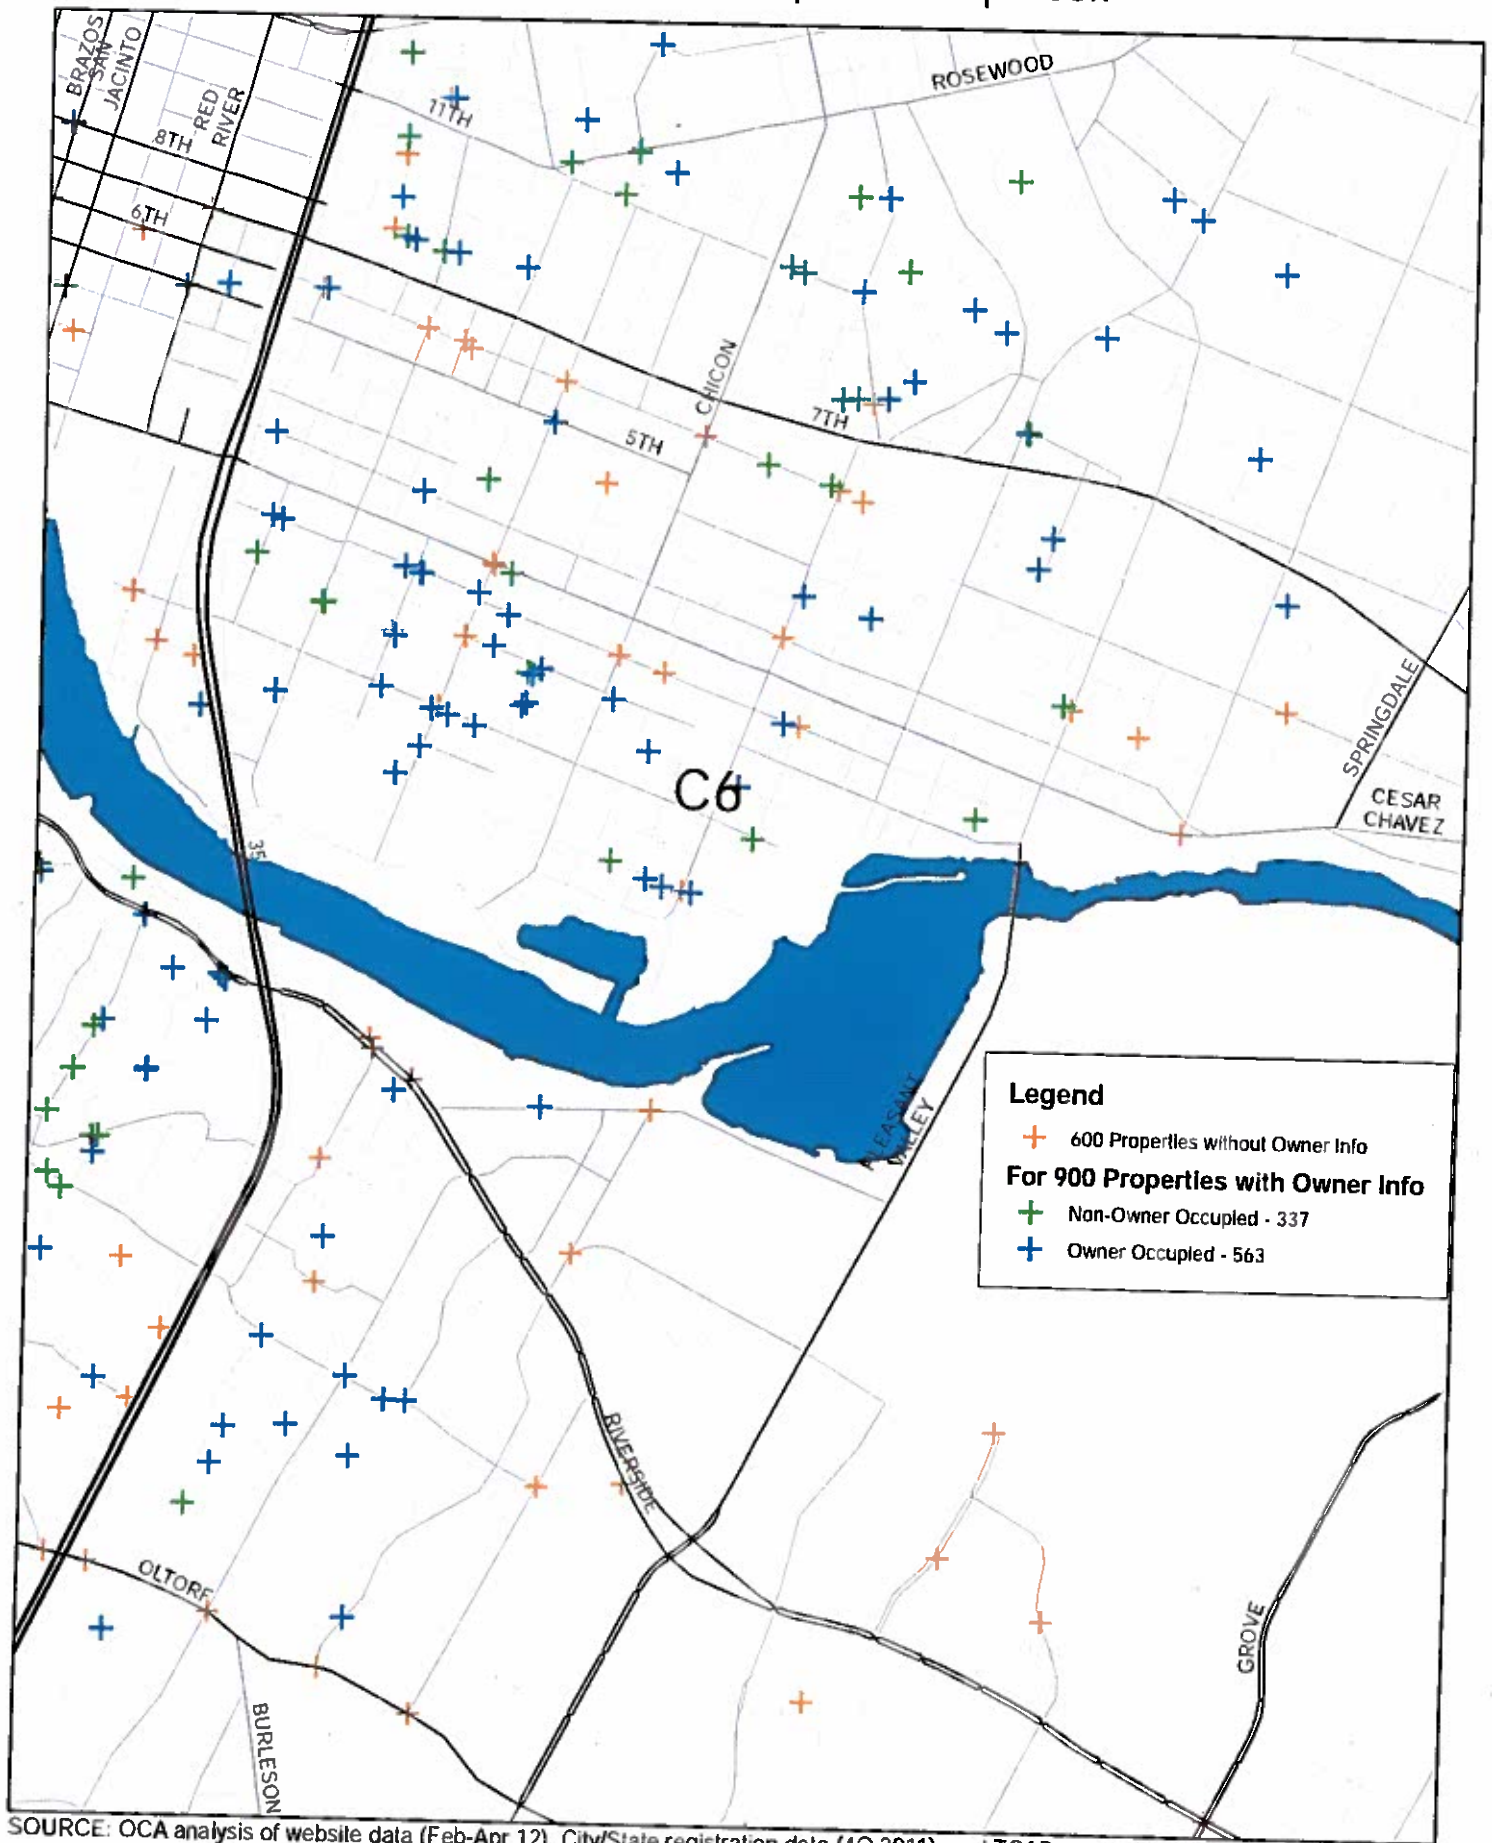 BRAZOS
SAN
JACINTO
RED
RIVER
8TH
6TH
11TH
ROSEWOOD
CHICON
7TH
5TH
SPRINGDALE
CESAR
CHAVEZ
C6
35
PLEASANT
VALLEY
Legend
600 Properties without Owner Info
For 900 Properties with Owner Info
Non-Owner Occupied - 337
Owner Occupied - 563
RIVERSIDE
OLTORF
GROVE
BURLESON
SOURCE: OCA analysis of website data (Feb-Apr 12), City/State registration data (4Q 2011)